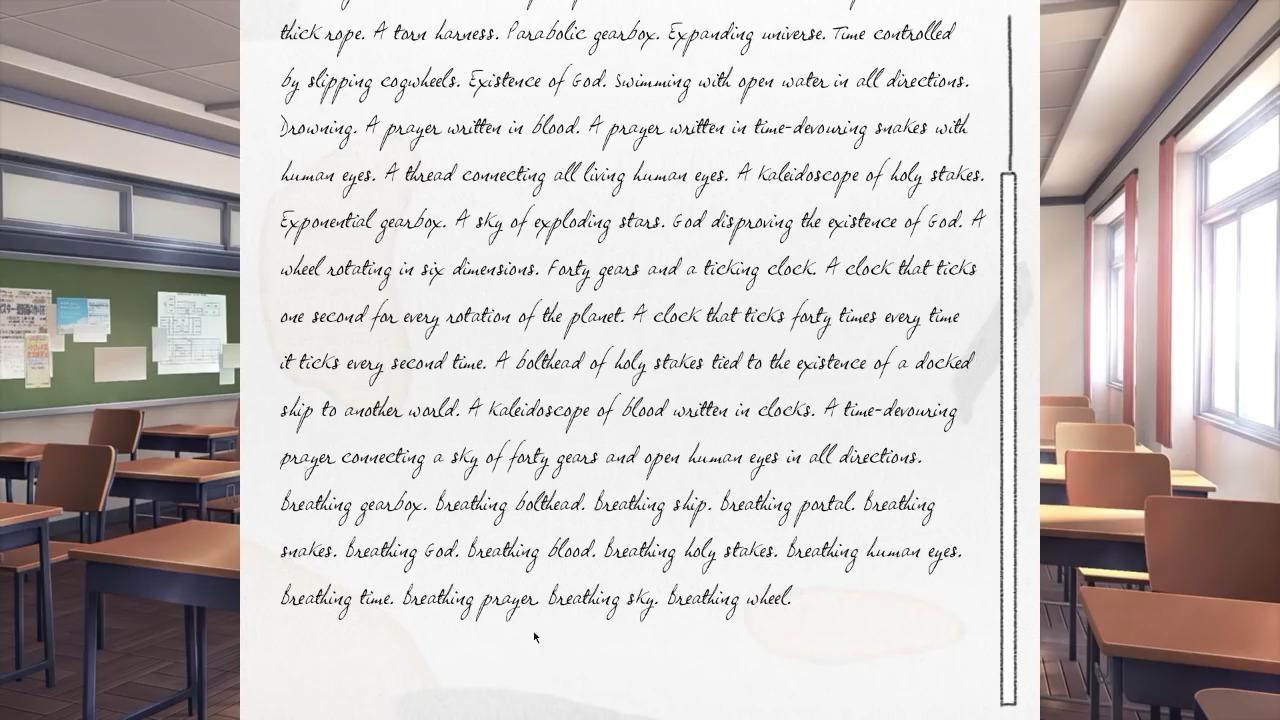 thick rope. A torn harness. Parabolic gearbox. Expanding universe. Time controlled
by slipping cogwheels. Existence of God. Swimming with open water in all directions.
Drowning. A prayer written in blood. A prayer written in time-devouring snakes with
human eyes. A thread connecting all living human eyes. A kaleidoscope of holy stakes.
Exponential gearbox. A sky of exploding stars. God disproving the existence of God. A
wheel rotating in six dimensions. Forty gears and a ticking clock. A clock that ticks
one second for every rotation of the planet. A clock that ticks forty times every time
it ticks every second time. A bolthead of holy stakes tied to the existence of a docked
ship to another world. A kaleidoscope of blood written in clocks. A time-devouring
prayer connecting a sky of forty gears and open human eyes in all directions.
Breathing gearbox. Breathing bolthead. Breathing ship. Breathing portal. Breathing
snakes. Breathing God. Breathing blood. Breathing holy stakes. Breathing human eyes.
Breathing time. Breathing prayer. Breathing sky. Breathing wheel.